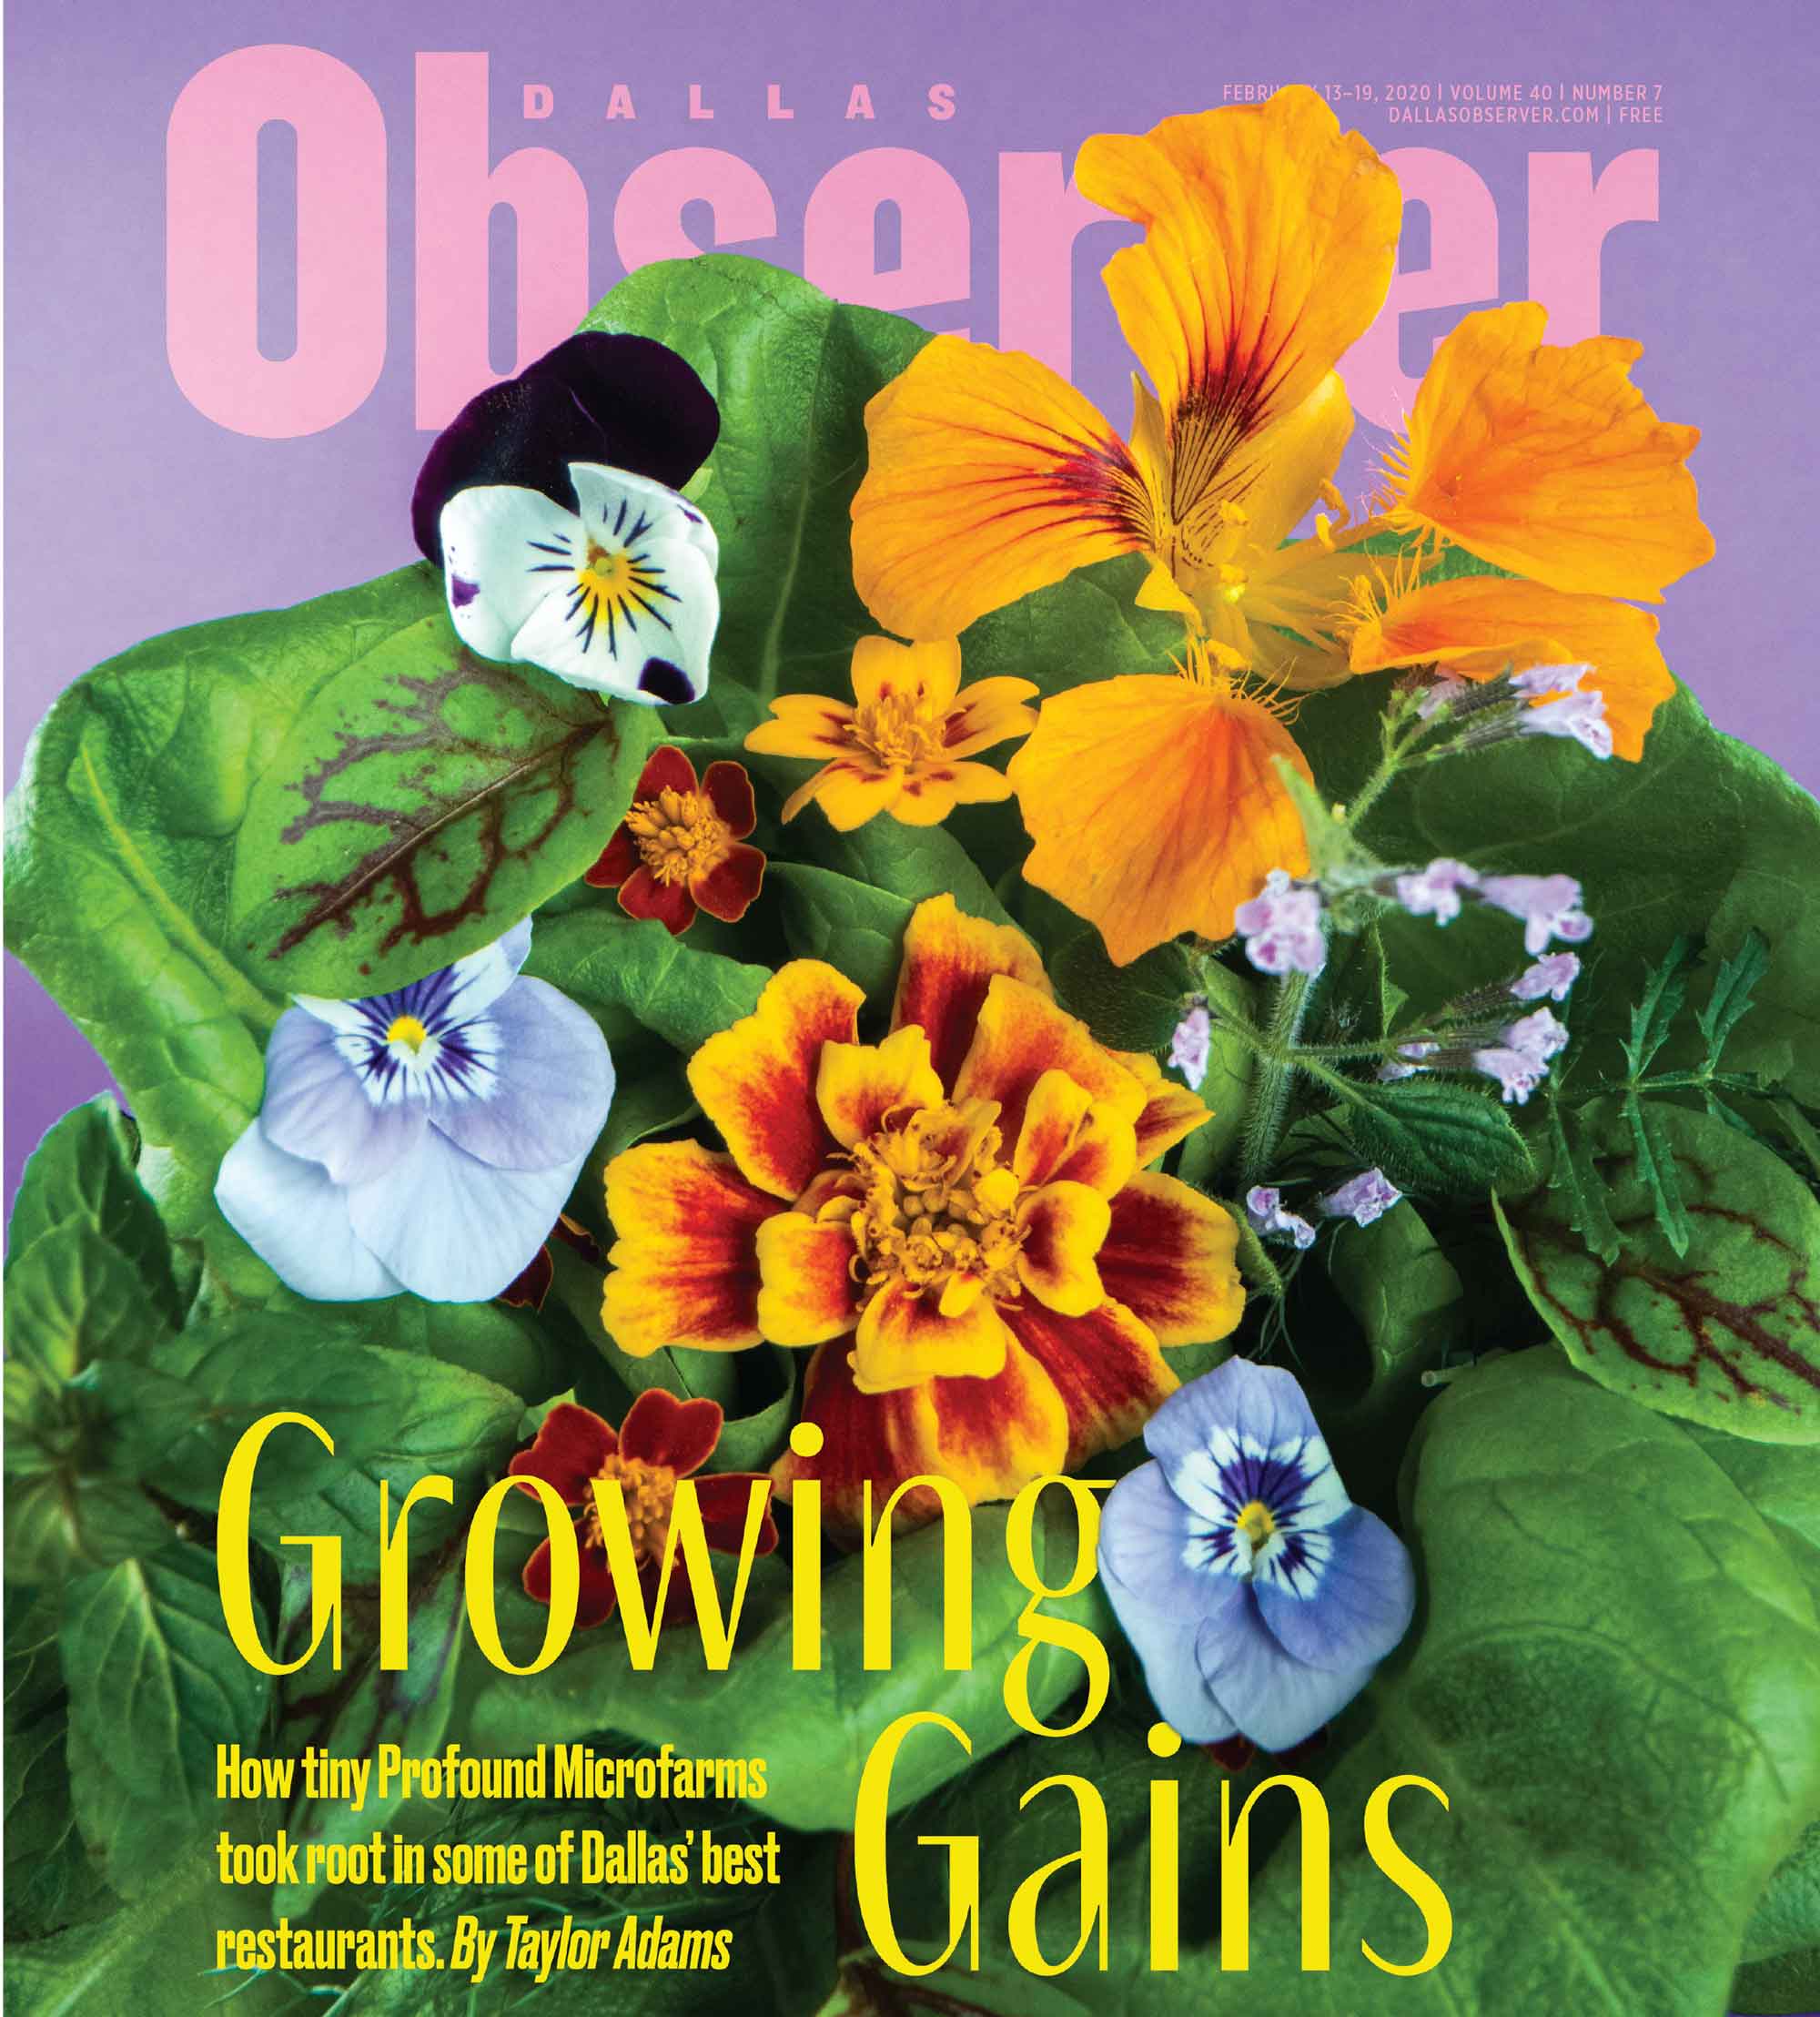 DALLAS
Observer
FEBRUARY 13–19, 2020 | VOLUME 40 | NUMBER 7
DALLASOBSERVER.COM | FREE
Growing
Gains
How tiny Profound Microfarms
took root in some of Dallas' best
restaurants. By Taylor Adams